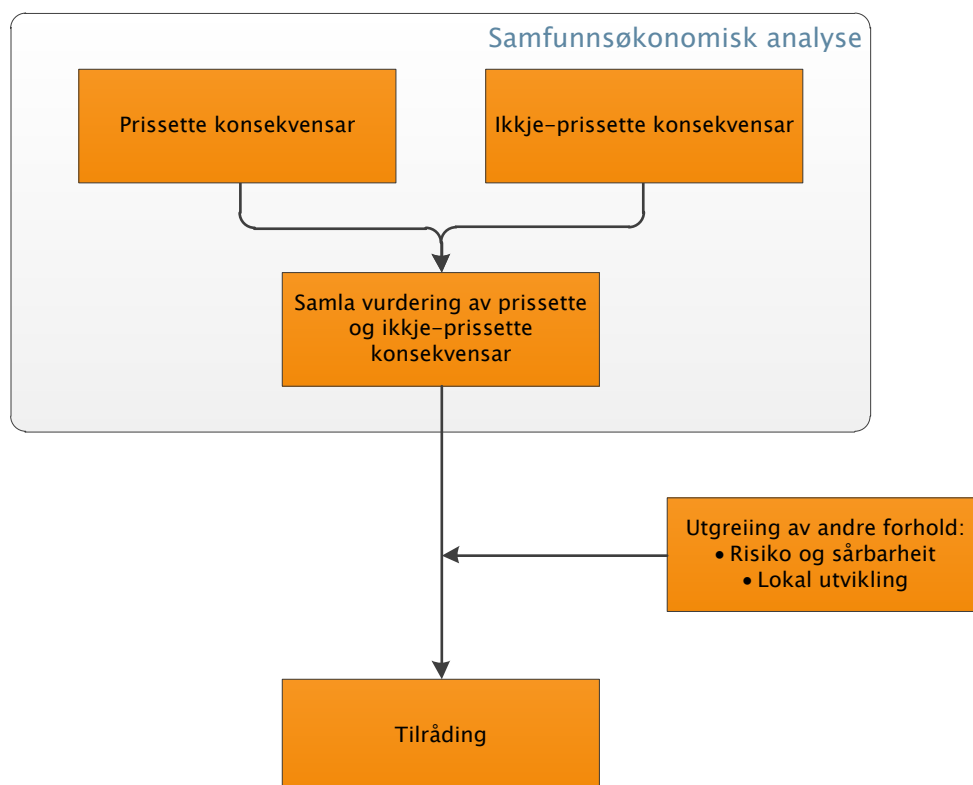 Samfunnsøkonomisk analyse
Prissette konsekvensar
Ikkje-prissette konsekvensar
Samla vurdering av prissette
og ikkje-prissette
konsekvensar
Utgreiing av andre forhold:
• Risiko og sårbarheit
• Lokal utvikling
Tilråding